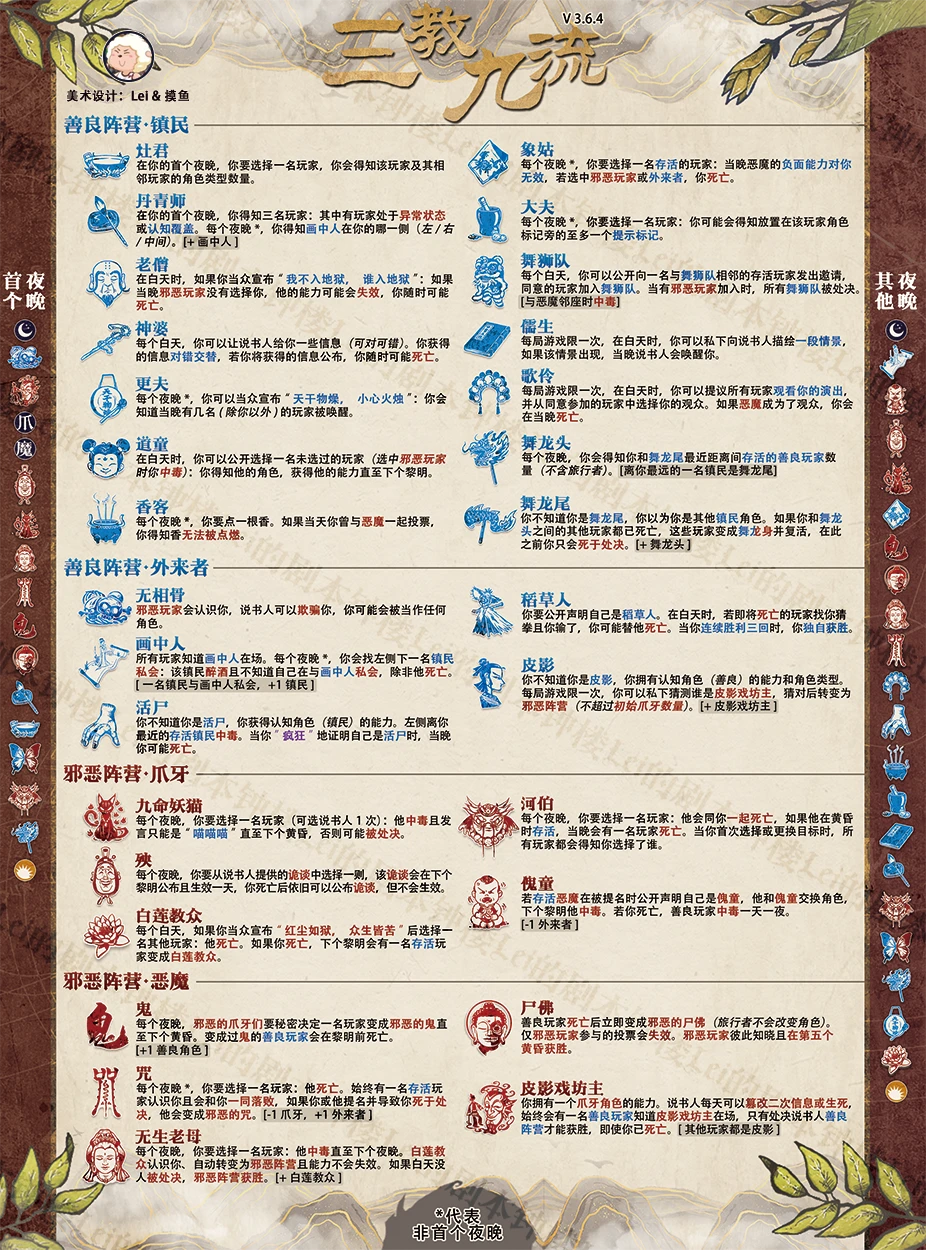 三教九流
V 3.6.4
美术设计：Lei & 摸鱼
善良阵营·镇民
灶君
在你的首个夜晚，你要选择一名玩家，你会得知该玩家及其相
邻玩家的角色类型数量。
丹青师
在你的首个夜晚，你得知三名玩家：其中有玩家处于异常状态
或认知覆盖。每个夜晚*，你得知画中人在你的哪一侧（左/右
/中间）。[+ 画中人]
老僧
在白天时，如果你当众宣布“我不入地狱，谁入地狱”：如果
当晚邪恶玩家没有选择你，他的能力可能会失效，你随时可能
死亡。
神婆
每个白天，你可以让说书人给你一些信息（可对可错）。你获得
的信息对错交替，若你将获得的信息公布，你随时可能死亡。
更夫
每个夜晚*，你可以当众宣布“天干物燥，小心火烛”：你会
知道当晚有几名（除你以外）的玩家被唤醒。
道童
在白天时，你可以公开选择一名未选过的玩家（选中邪恶玩家
时你中毒）：你得知他的角色，获得他的能力直至下个黎明。
香客
每个夜晚*，你要点一根香。如果当天你曾与恶魔一起投票，
你得知香无法被点燃。
象姑
每个夜晚*，你要选择一名存活的玩家：当晚恶魔的负面能力对你
无效，若选中邪恶玩家或外来者，你死亡。
大夫
每个夜晚*，你要选择一名玩家：你可能会得知放置在该玩家角色
标记旁的至多一个提示标记。
舞狮队
每个白天，你可以公开向一名与舞狮队相邻的存活玩家发出邀请，
同意的玩家加入舞狮队。当有邪恶玩家加入时，所有舞狮队被处决。
[与恶魔邻座时中毒]
儒生
每局游戏限一次，在白天时，你可以私下向说书人描绘一段情景，
如果该情景出现，当晚说书人会唤醒你。
歌伶
每局游戏限一次，在白天时，你可以提议所有玩家观看你的演出，
并从同意参加的玩家中选择你的观众。如果恶魔成为了观众，你会
在当晚死亡。
舞龙头
每个夜晚，你会得知你和舞龙尾最近距离间存活的善良玩家数
量（不含旅行者）。[离你最远的一名镇民是舞龙尾]
舞龙尾
你不知道你是舞龙尾，你以为你是其他镇民角色。如果你和舞龙
头之间的其他玩家都已死亡，这些玩家变成舞龙身并复活，在此
之前你只会死于处决。[+ 舞龙头]
善良阵营·外来者
无相骨
邪恶玩家会认识你，说书人可以欺骗你，你可能会被当作任何
角色。
画中人
所有玩家知道画中人在场。每个夜晚*，你会找左侧下一名镇民
私会：该镇民醉酒且不知道自己在与画中人私会，除非他死亡。
[一名镇民与画中人私会，+1 镇民]
活尸
你不知道你是活尸，你获得认知角色（镇民）的能力。左侧离你
最近的存活镇民中毒。当你“疯狂”地证明自己是活尸时，当晚
你可能死亡。
稻草人
你要公开声明自己是稻草人。在白天时，若即将死亡的玩家找你猜
拳且你输了，你可能替他死亡。当你连续胜利三回时，你独自获胜。
皮影
你不知道你是皮影，你拥有认知角色（善良）的能力和角色类型。
每局游戏限一次，你可以私下猜测谁是皮影戏坊主，猜对后转变为
邪恶阵营（不超过初始爪牙数量）。[+ 皮影戏坊主]
邪恶阵营·爪牙
九命妖猫
每个夜晚，你要选择一名玩家（可选说书人 1 次）：他中毒且发
言只能是“喵喵喵”直至下个黄昏，否则可能被处决。
殃
每个夜晚，你要从说书人提供的诡谈中选择一则，该诡谈会在下个
黎明公布且生效一天，你死亡后依旧可以公布诡谈，但不会生效。
白莲教众
每个白天，如果你当众宣布“红尘如狱，众生皆苦”后选择一
名其他玩家：他死亡。如果你死亡，下个黎明会有一名存活玩
家变成白莲教众。
河伯
每个夜晚，你要选择一名玩家：他会同你一起死亡，如果他在黄昏
时存活，当晚会有一名玩家死亡。当你首次选择或更换目标时，所
有玩家都会得知你选择了谁。
傀童
若存活恶魔在被提名时公开声明自己是傀童，他和傀童交换角色，
下个黎明他中毒。若你死亡，善良玩家中毒一天一夜。
[-1 外来者]
邪恶阵营·恶魔
鬼
每个夜晚，邪恶的爪牙们要秘密决定一名玩家变成邪恶的鬼直
至下个黄昏。变成过鬼的善良玩家会在黎明前死亡。
[+1 善良角色]
咒
每个夜晚*，你要选择一名玩家：他死亡。始终有一名存活玩
家认识你且会和你一同落败，如果你或他提名并导致你死于处
决，他会变成邪恶的咒。[-1 爪牙，+1 外来者]
无生老母
每个夜晚，你要选择一名玩家：他中毒直至下个夜晚。白莲教
众认识你、自动转变为邪恶阵营且能力不会失效。如果白天没
人被处决，邪恶阵营获胜。[+ 白莲教众]
尸佛
善良玩家死亡后立即变成邪恶的尸佛（旅行者不会改变角色）。
仅邪恶玩家参与的投票会失效。邪恶玩家彼此知晓且在第五个
黄昏获胜。
皮影戏坊主
你拥有一个爪牙角色的能力。说书人每天可以篡改二次信息或生死，
始终会有一名善良玩家知道皮影戏坊主在场，只有处决说书人善良
阵营才能获胜，即使你已死亡。[其他玩家都是皮影]
首个夜晚
爪
魔
其他夜晚
*代表
非首个夜晚